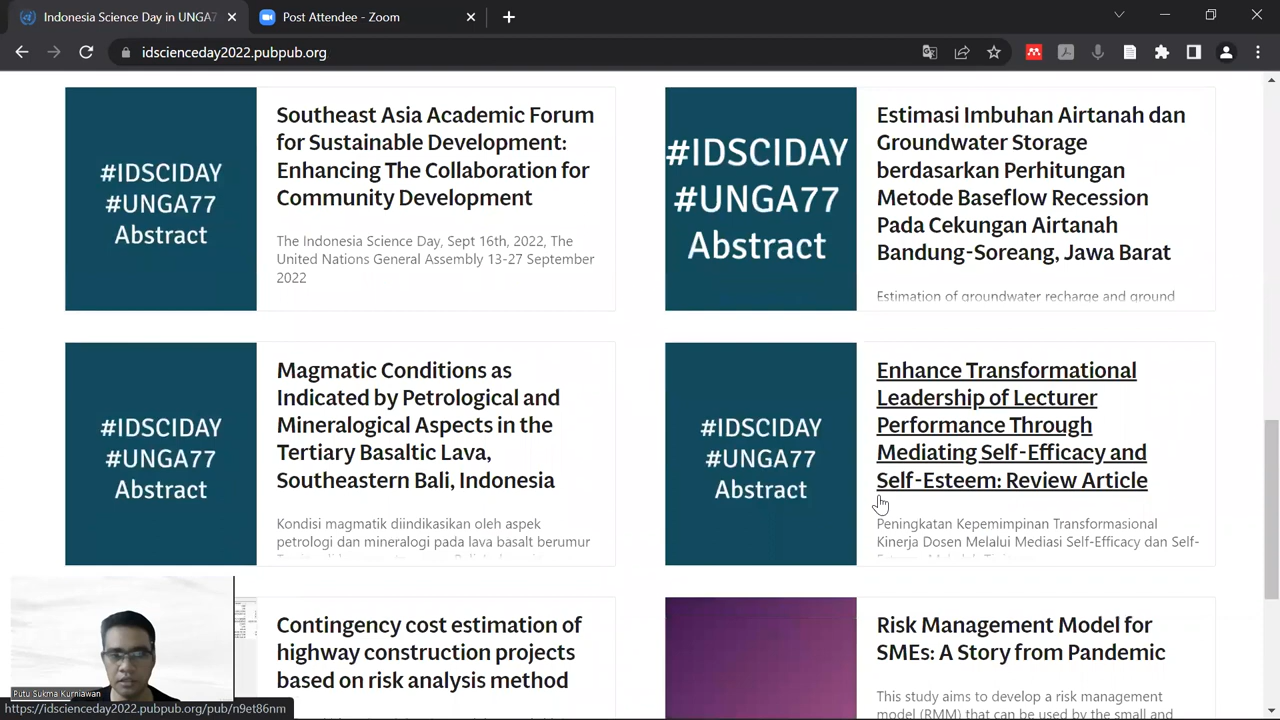 Indonesia Science Day in UNGA7
Post Attendee - Zoom
idscienceday2022.pubpub.org
#IDSCIDAY
#UNGA77
Abstract
Southeast Asia Academic Forum
for Sustainable Development:
Enhancing The Collaboration for
Community Development
The Indonesia Science Day, Sept 16th, 2022, The
United Nations General Assembly 13-27 September
2022
#IDSCIDAY
#UNGA77
Abstract
Estimasi Imbuhan Airtanah dan
Groundwater Storage
berdasarkan Perhitungan
Metode Baseflow Recession
Pada Cekungan Airtanah
Bandung-Soreang, Jawa Barat
Estimation of groundwater recharge and ground
#IDSCIDAY
#UNGA77
Abstract
Magmatic Conditions as
Indicated by Petrological and
Mineralogical Aspects in the
Tertiary Basaltic Lava,
Southeastern Bali, Indonesia
Kondisi magmatik diindikasikan oleh aspek
petrologi dan mineralogi pada lava basalt berumur
#IDSCIDAY
#UNGA77
Abstract
Enhance Transformational
Leadership of Lecturer
Performance Through
Mediating Self-Efficacy and
Self-Esteem: Review Article
Peningkatan Kepemimpinan Transformasional
Kinerja Dosen Melalui Mediasi Self-Efficacy dan Self-
Contingency cost estimation of
highway construction projects
based on risk analysis method
Risk Management Model for
SMEs: A Story from Pandemic
This study aims to develop a risk management
model (RMM) that can be used by the small and
Putu Sukma Kurniawan
https://idscienceday2022.pubpub.org/pub/n9et86nm